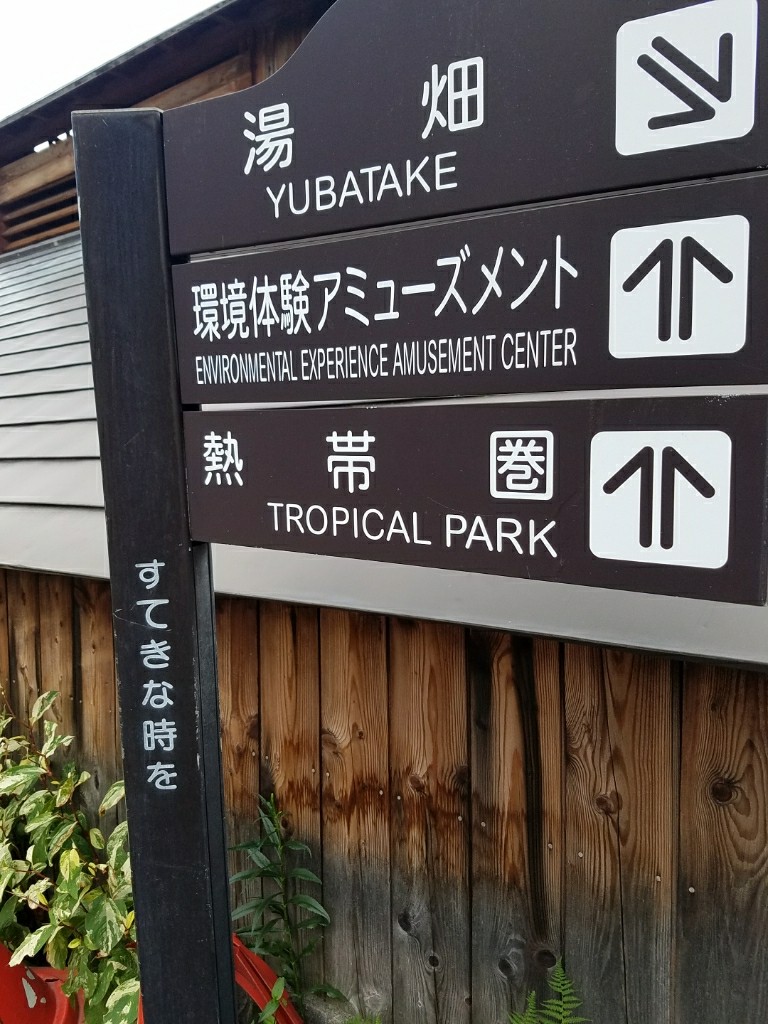 湯畑
YUBATAKE
環境体験アミューズメント
ENVIRONMENTAL EXPERIENCE AMUSEMENT CENTER
熱帯圏
TROPICAL PARK
すてきな時を